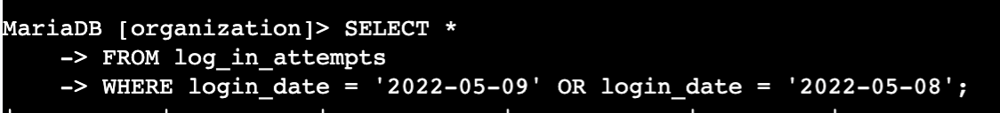 MariaDB [organization]> SELECT *
-> FROM log_in_attempts
-> WHERE login_date = '2022-05-09' OR login_date = '2022-05-08';